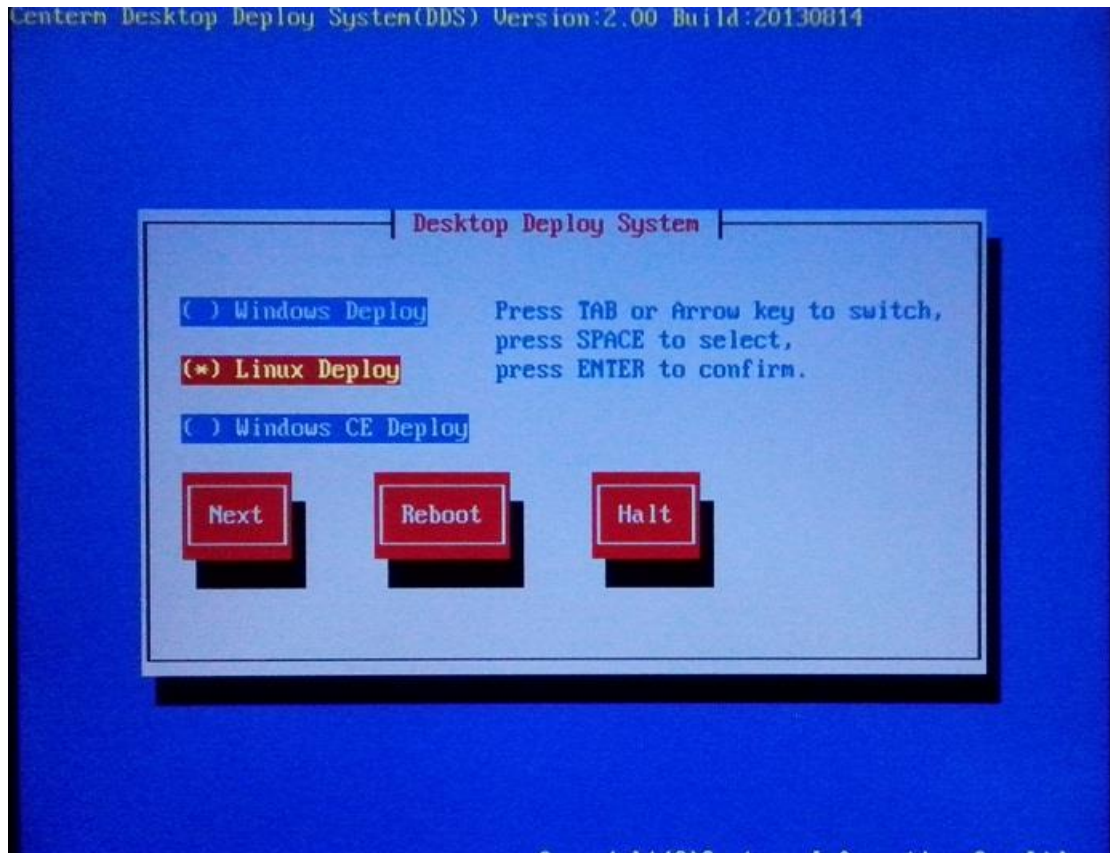 Centerm Desktop Deploy System(DDS) Version:2.00 Build:20130814
Desktop Deploy System
( ) Windows Deploy
Press TAB or Arrow key to switch,
press SPACE to select,
(*) Linux Deploy
press ENTER to confirm.
( ) Windows CE Deploy
Next
Reboot
Halt